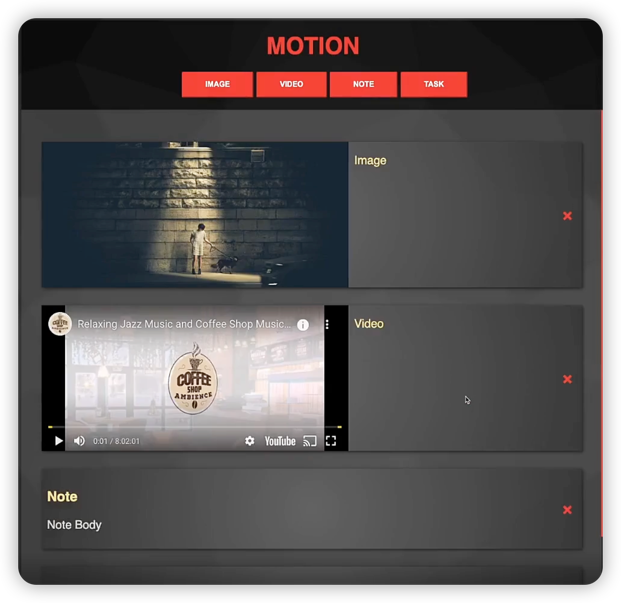 MOTION
IMAGE VIDEO NOTE TASK
Image
Relaxing Jazz Music and Coffee Shop Music...
Video
COFFEE
SHOP
AMBIENCE
0:01 / 8:02:01
YouTube
Note
Note Body